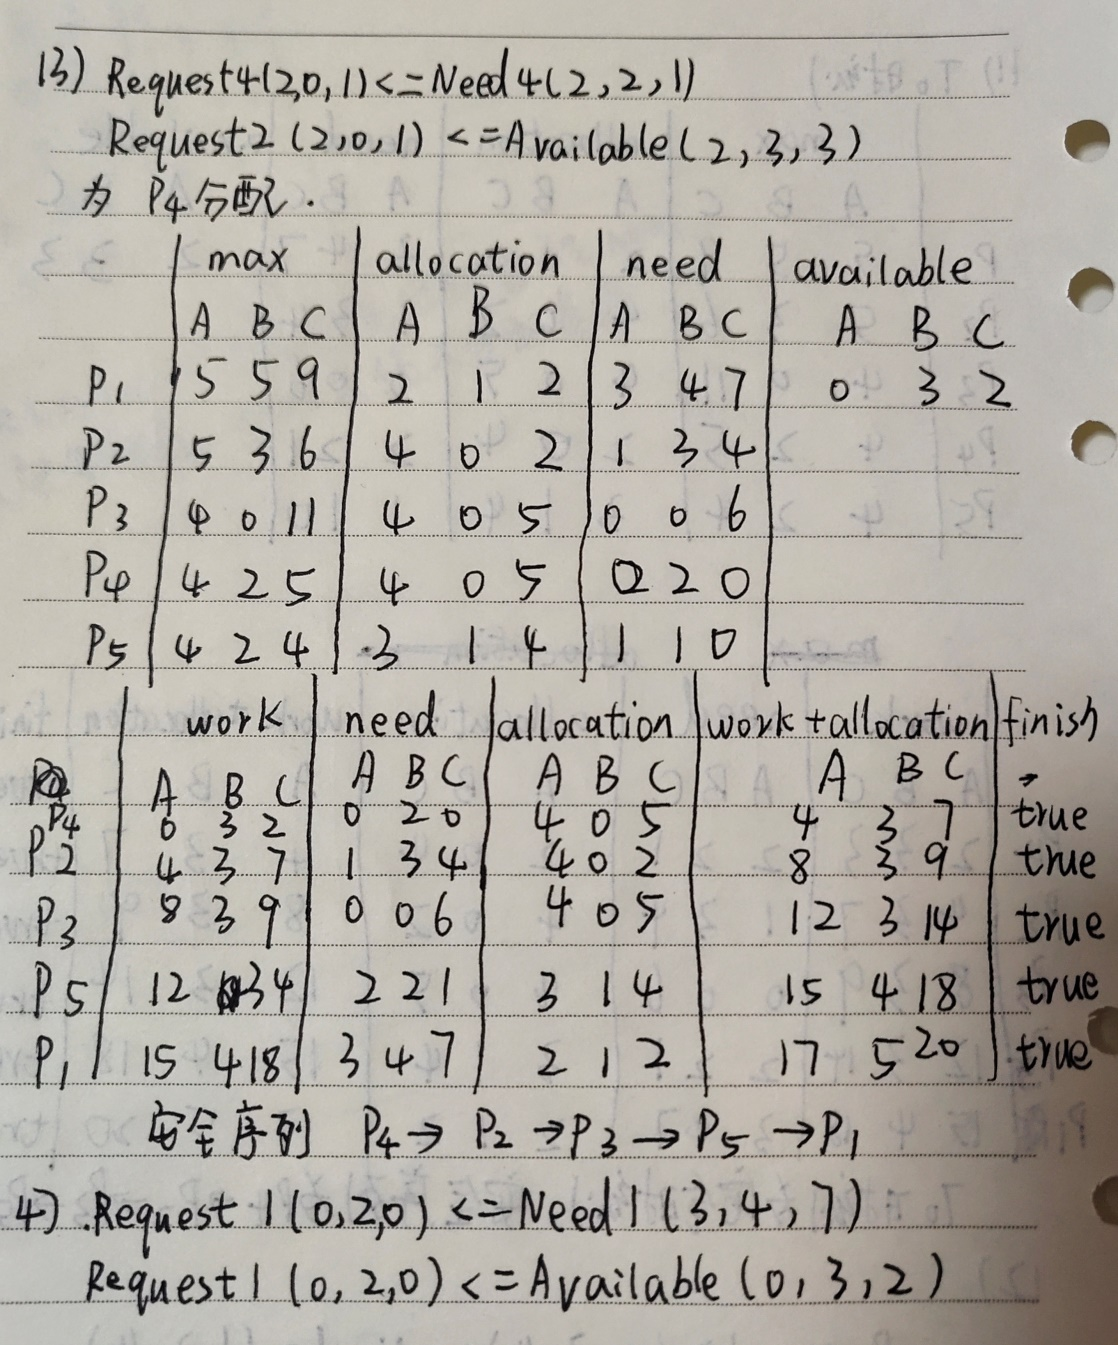 13) Request4(2,0,1)<=Need4(2,2,1)
Request2(2,0,1)<=Available(2,3,3)
为 P4分配.
max allocation need available
A B C A B C A B C A B C
P1 5 5 9 2 1 2 3 4 7 0 3 2
P2 5 3 6 4 0 2 1 3 4
P3 4 0 11 4 0 5 0 0 6
P4 4 2 5 4 0 5 0 2 0
P5 4 2 4 3 1 4 1 1 0
work need allocation work+allocation finish
A B C A B C A B C A B C
P4 0 3 2 0 2 0 4 0 5 4 3 7 true
P2 4 3 7 1 3 4 4 0 2 8 3 9 true
P3 8 3 9 0 0 6 4 0 5 12 3 14 true
P5 12 3 4 2 2 1 3 1 4 15 4 18 true
P1 15 4 18 3 4 7 2 1 2 17 5 20 true
安全序列 P4→P2→P3→P5→P1
4).Request1(0,2,0)<=Need1(3,4,7)
Request1(0,2,0)<=Available(0,3,2)